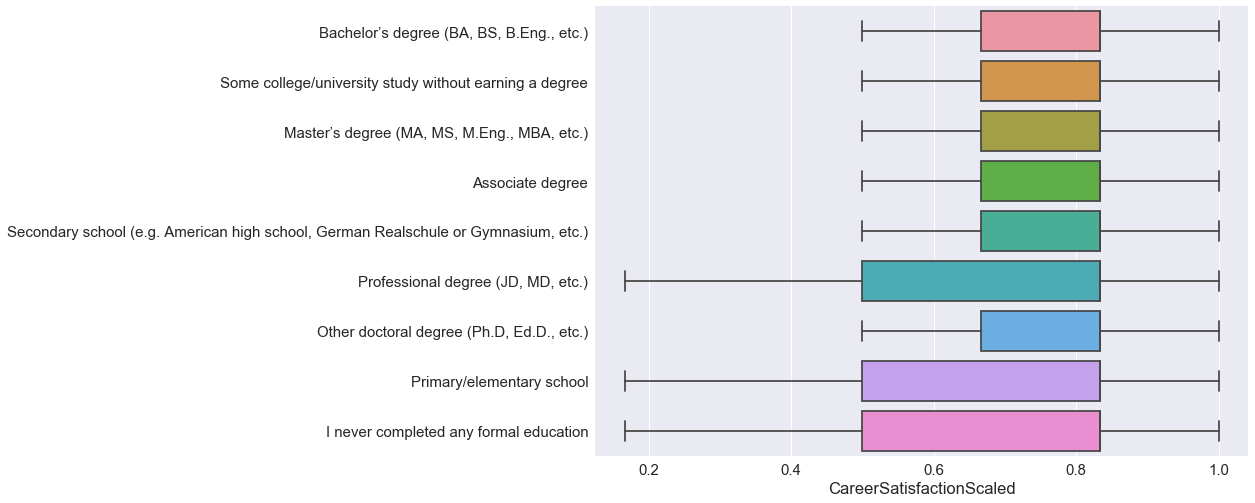 Bachelor’s degree (BA, BS, B.Eng., etc.)
Some college/university study without earning a degree
Master’s degree (MA, MS, M.Eng., MBA, etc.)
Associate degree
Secondary school (e.g. American high school, German Realschule or Gymnasium, etc.)
Professional degree (JD, MD, etc.)
Other doctoral degree (Ph.D, Ed.D., etc.)
Primary/elementary school
I never completed any formal education
0.2 0.4 0.6 0.8 1.0
CareerSatisfactionScaled